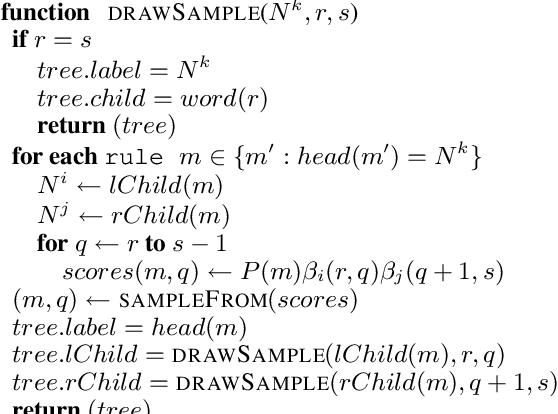 function DRAWSAMPLE(N^k, r, s)
if r = s
tree.label = N^k
tree.child = word(r)
return (tree)
for each rule m ∈ {m′ : head(m′) = N^k}
N^i ← lChild(m)
N^j ← rChild(m)
for q ← r to s − 1
scores(m, q) ← P(m)β_i(r, q)β_j(q + 1, s)
(m, q) ← SAMPLEFROM(scores)
tree.label = head(m)
tree.lChild = DRAWSAMPLE(lChild(m), r, q)
tree.rChild = DRAWSAMPLE(rChild(m), q + 1, s)
return (tree)